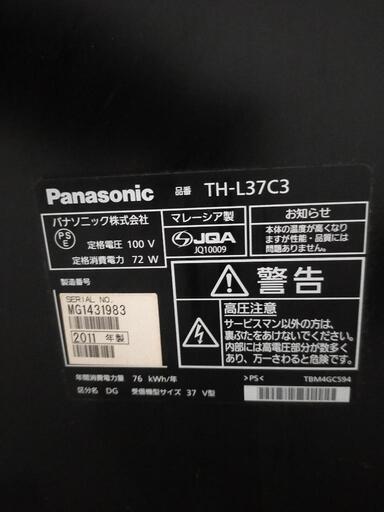 Panasonic 品番 TH-L37C3
パナソニック株式会社
PS
E
定格電圧 100 V
定格消費電力 72 W
マレーシア製
JQA
JQ10009
お知らせ
本体の温度が高くなり
ますが、性能・品質には問題ありません。
製造番号
SERIAL NO.
MG1431983
2011 年製
警告
高圧注意
サービスマン以外の方は、
裏ぶたをあけないでください。
内部には高電圧部分が数多く
あり、万一さわると危険です。
年間消費電力量 76 kWh/年
区分名 DG 受信機型サイズ 37 V型
>PS<
TBM4GC594